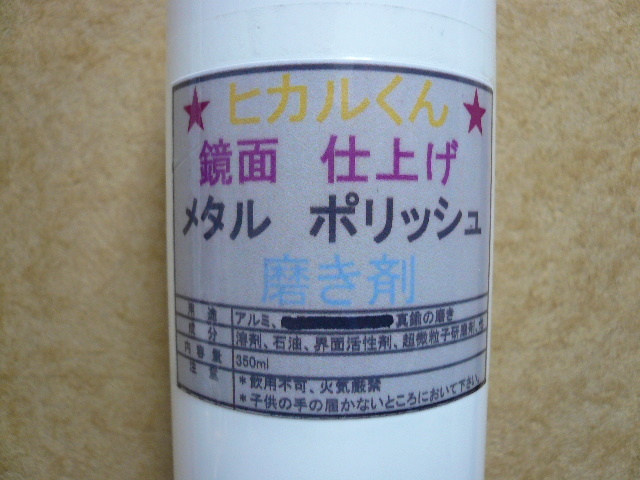 ★ヒカルくん★
鏡面 仕上げ
メタル ポリッシュ
磨き剤
用途 アルミ、真鍮の磨き
成分 溶剤、石油、界面活性剤、超微粒子研磨剤、
内容量 350ml
注意 *飲用不可、火気厳禁
*子供の手の届かないところにおいて下さい。